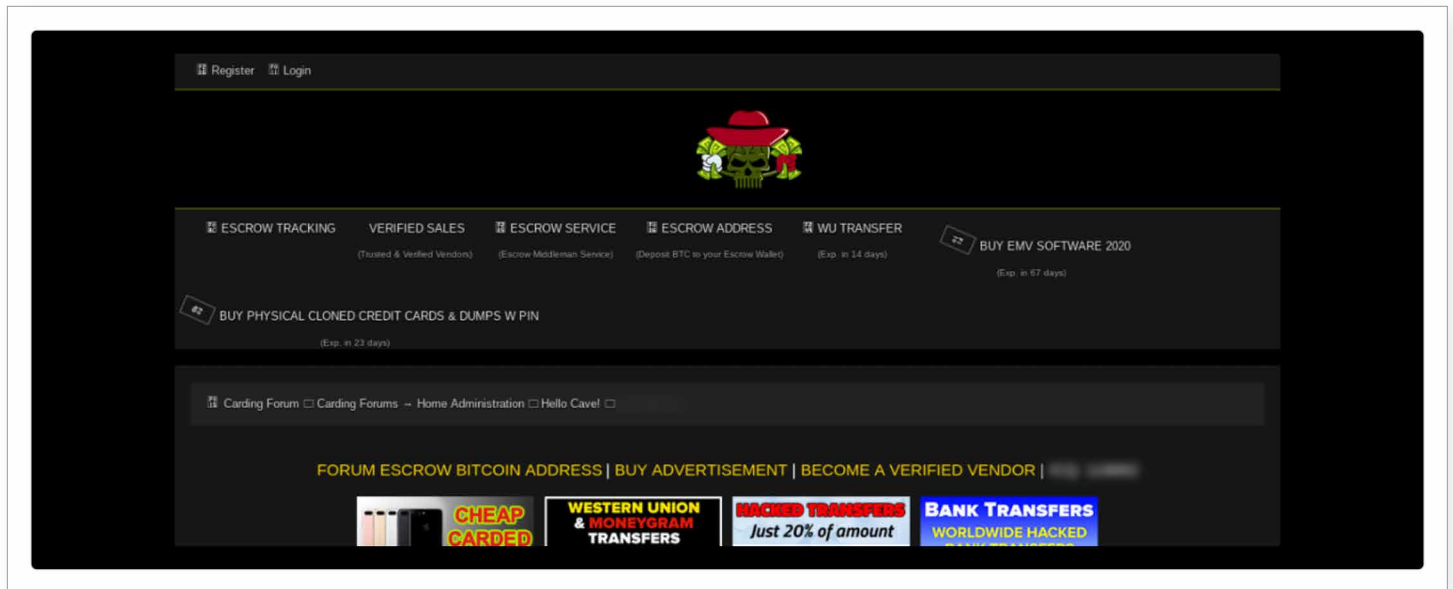 Register Login
ESCROW TRACKING VERIFIED SALES ESCROW SERVICE ESCROW ADDRESS WU TRANSFER
BUY EMV SOFTWARE 2020
(Trusted & Verified Vendors) (Escrow Middleman Service) (Deposit BTC to your Escrow Wallet) (Exp. in 14 days)
(Exp. in 67 days)
BUY PHYSICAL CLONED CREDIT CARDS & DUMPS W PIN
(Exp. in 23 days)
Carding Forum Carding Forums → Home Administration Hello Cave!
FORUM ESCROW BITCOIN ADDRESS | BUY ADVERTISEMENT | BECOME A VERIFIED VENDOR |
CHEAP
CARDED
WESTERN UNION
& MONEYGRAM
TRANSFERS
HACKED TRANSFERS
Just 20% of amount
BANK TRANSFERS
WORLDWIDE HACKED
BANK TRANSFERS